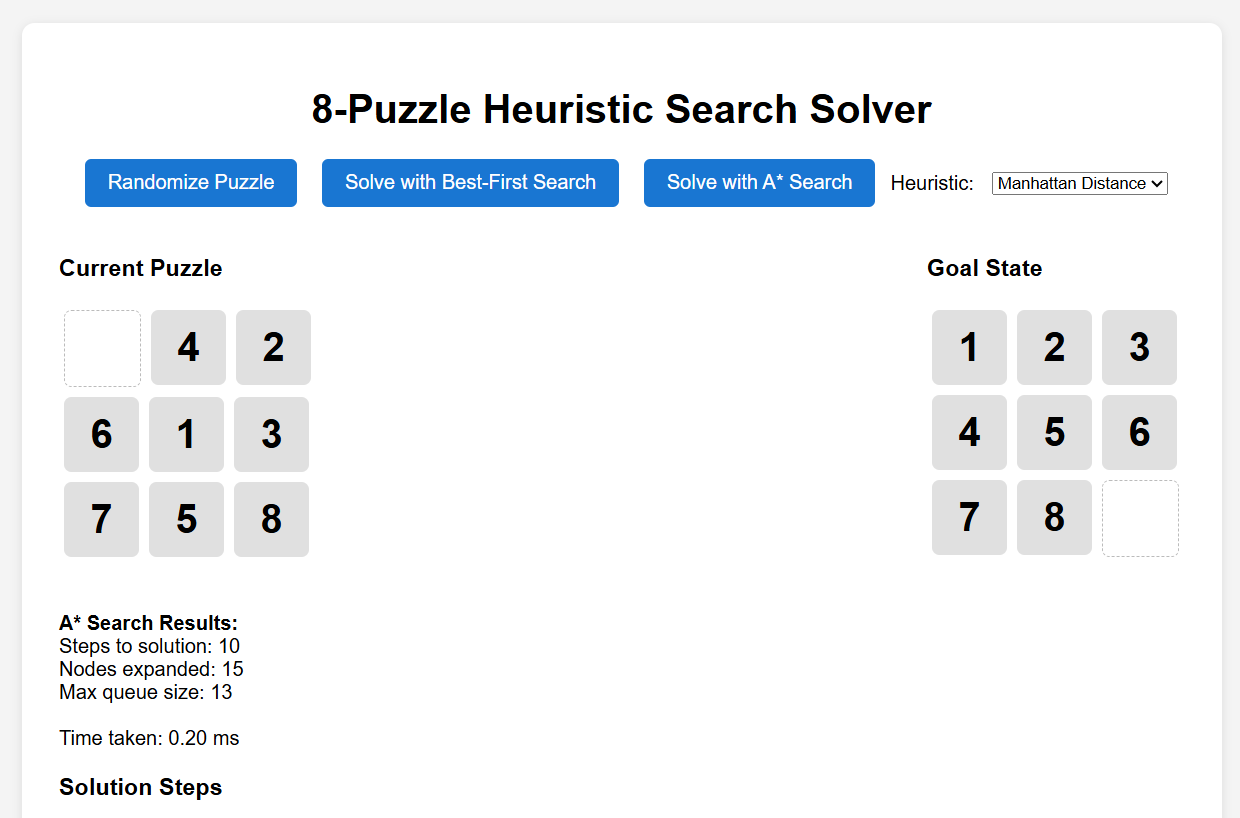 8-Puzzle Heuristic Search Solver
Randomize Puzzle Solve with Best-First Search Solve with A* Search Heuristic: Manhattan Distance
Current Puzzle
4 2
6 1 3
7 5 8
Goal State
1 2 3
4 5 6
7 8
A* Search Results:
Steps to solution: 10
Nodes expanded: 15
Max queue size: 13
Time taken: 0.20 ms
Solution Steps